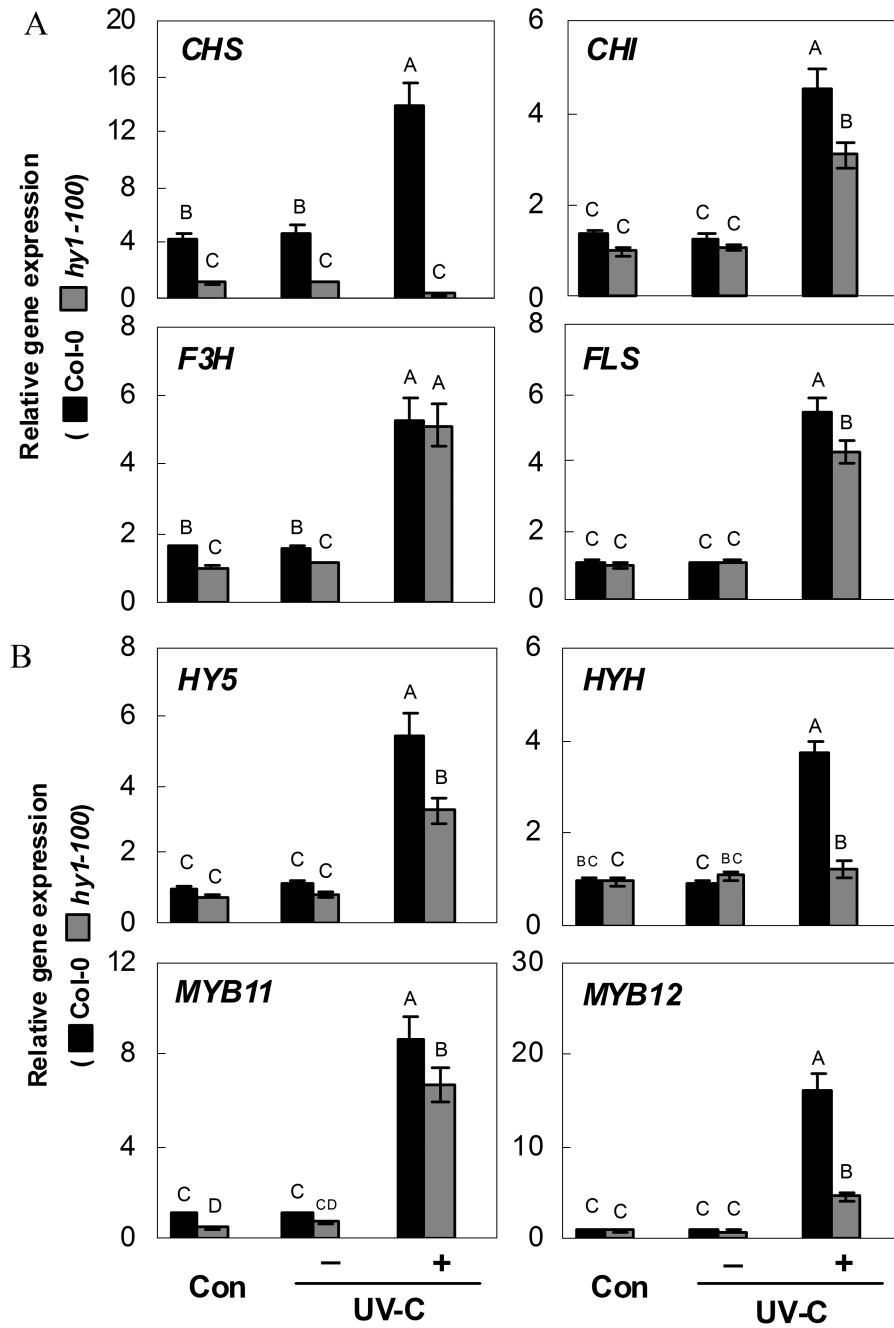 A
Relative gene expression
( Col-0 hy1-100)
CHS
20
16
12
8
4
0
B
C
B
C
A
C
CHI
6
4
2
0
C
C
C
C
A
B
F3H
8
6
4
2
0
B
C
B
C
A
A
FLS
8
6
4
2
0
C
C
C
C
A
B
B
Relative gene expression
( Col-0 hy1-100)
HY5
8
6
4
2
0
C
C
C
C
A
B
HYH
6
4
2
0
BC
C
C
BC
A
B
MYB11
12
8
4
0
C
D
C
CD
A
B
MYB12
30
20
10
0
C
C
C
C
A
B
Con
–
+
UV-C
Con
–
+
UV-C